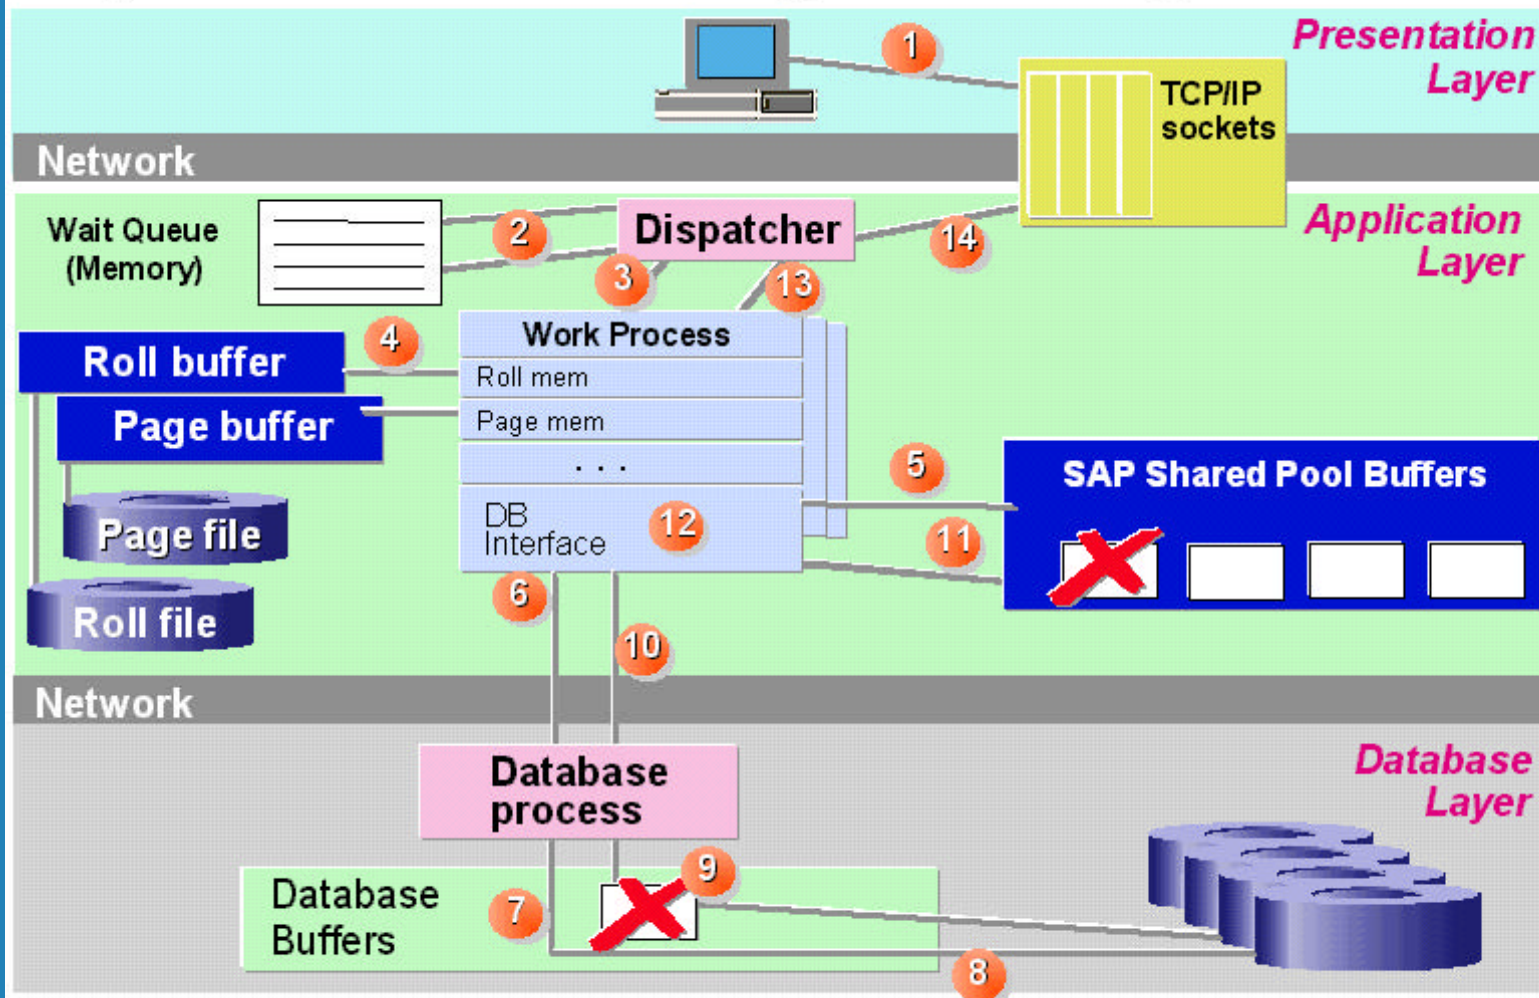 1
Presentation
Layer
TCP/IP
sockets
Network
Wait Queue
(Memory)
2
Dispatcher
14
Application
Layer
3
13
4
Roll buffer
Work Process
Roll mem
Page buffer
Page mem
. . .
5
SAP Shared Pool Buffers
Page file
DB
Interface
12
11
6
Roll file
10
Network
Database
process
Database
Layer
9
Database
Buffers
7
8